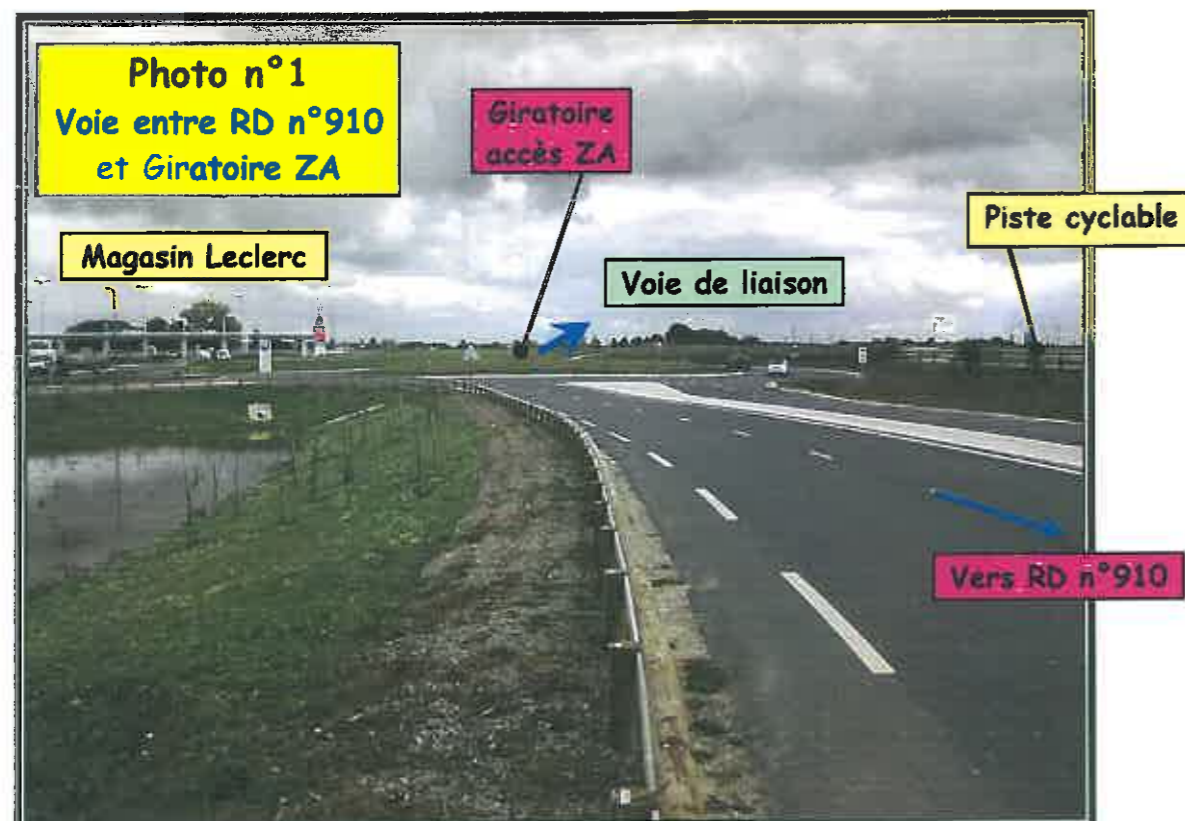 Photo n°1
Voie entre RD n°910
et Giratoire ZA
Giratoire
accès ZA
Piste cyclable
Magasin Leclerc
Voie de liaison
Vers RD n°910